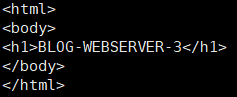 <html>
<body>
<h1>BLOG-WEBSERVER-3</h1>
</body>
</html>